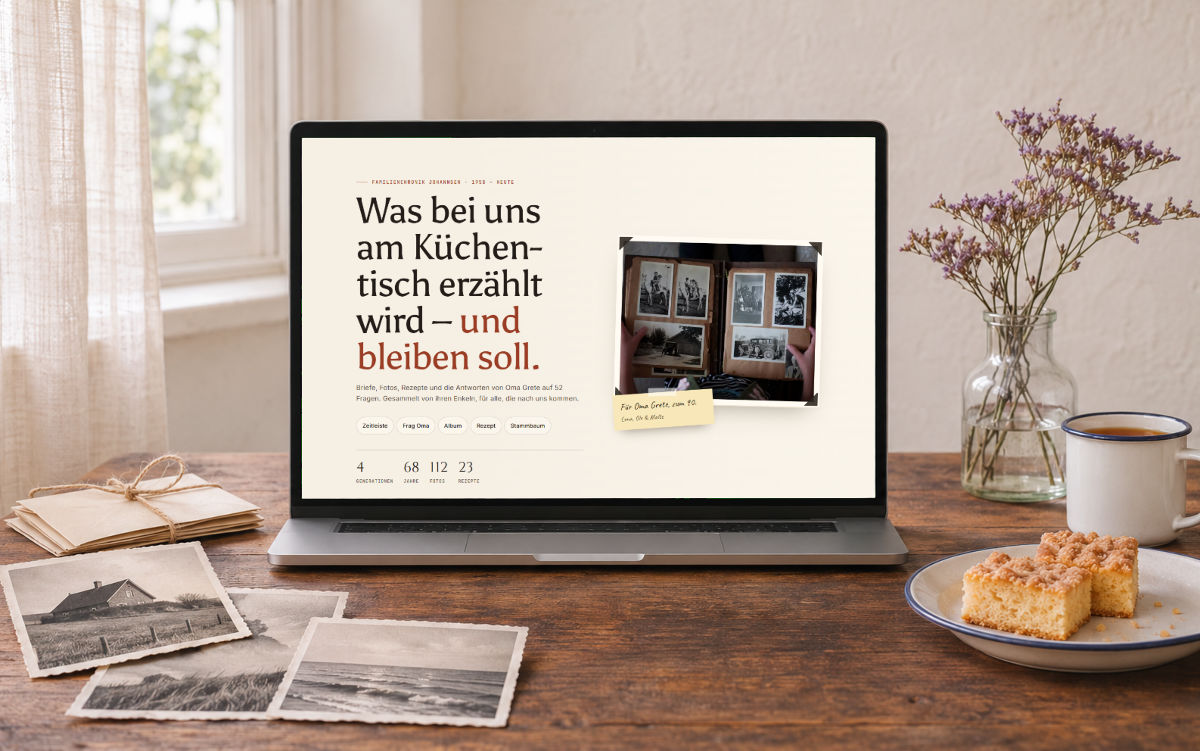 FAMILIENCHRONIK JOHANNSEN · 1958 – HEUTE
Was bei uns
am Küchen-
tisch erzählt
wird – und
bleiben soll.
Briefe, Fotos, Rezepte und die Antworten von Oma Grete auf 52
Fragen. Gesammelt von ihren Enkeln, für alle, die nach uns kommen.
Zeitleiste
Frag Oma
Album
Rezept
Stammbaum
4 68 112 23
GENERATIONEN JAHRE FOTOS REZEPTE
Für Oma Grete, zum 90.
Lena, Ole & Malte